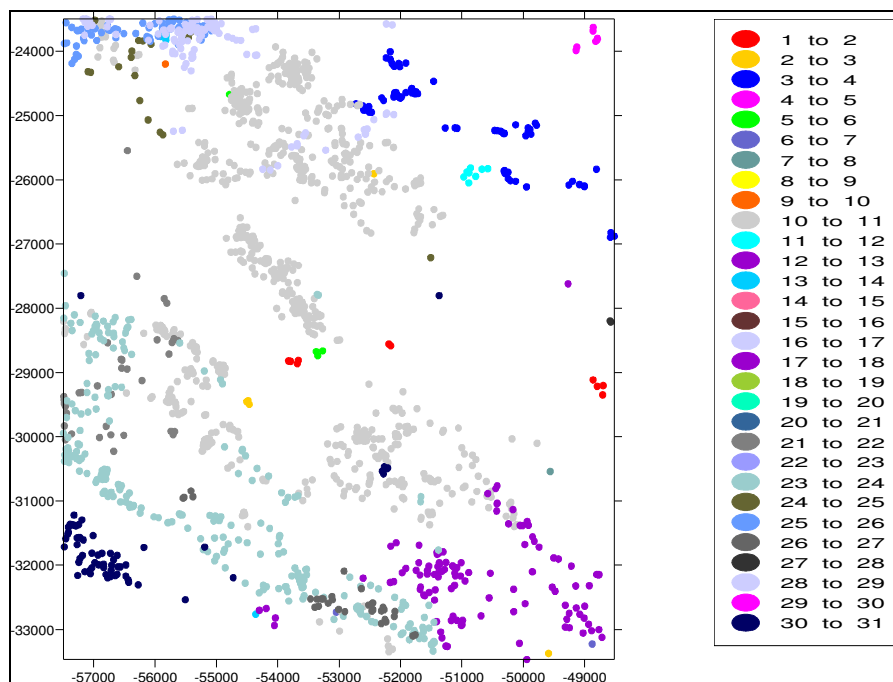 -24000
-25000
-26000
-27000
-28000
-29000
-30000
-31000
-32000
-33000
-57000 -56000 -55000 -54000 -53000 -52000 -51000 -50000 -49000
1 to 2
2 to 3
3 to 4
4 to 5
5 to 6
6 to 7
7 to 8
8 to 9
9 to 10
10 to 11
11 to 12
12 to 13
13 to 14
14 to 15
15 to 16
16 to 17
17 to 18
18 to 19
19 to 20
20 to 21
21 to 22
22 to 23
23 to 24
24 to 25
25 to 26
26 to 27
27 to 28
28 to 29
29 to 30
30 to 31